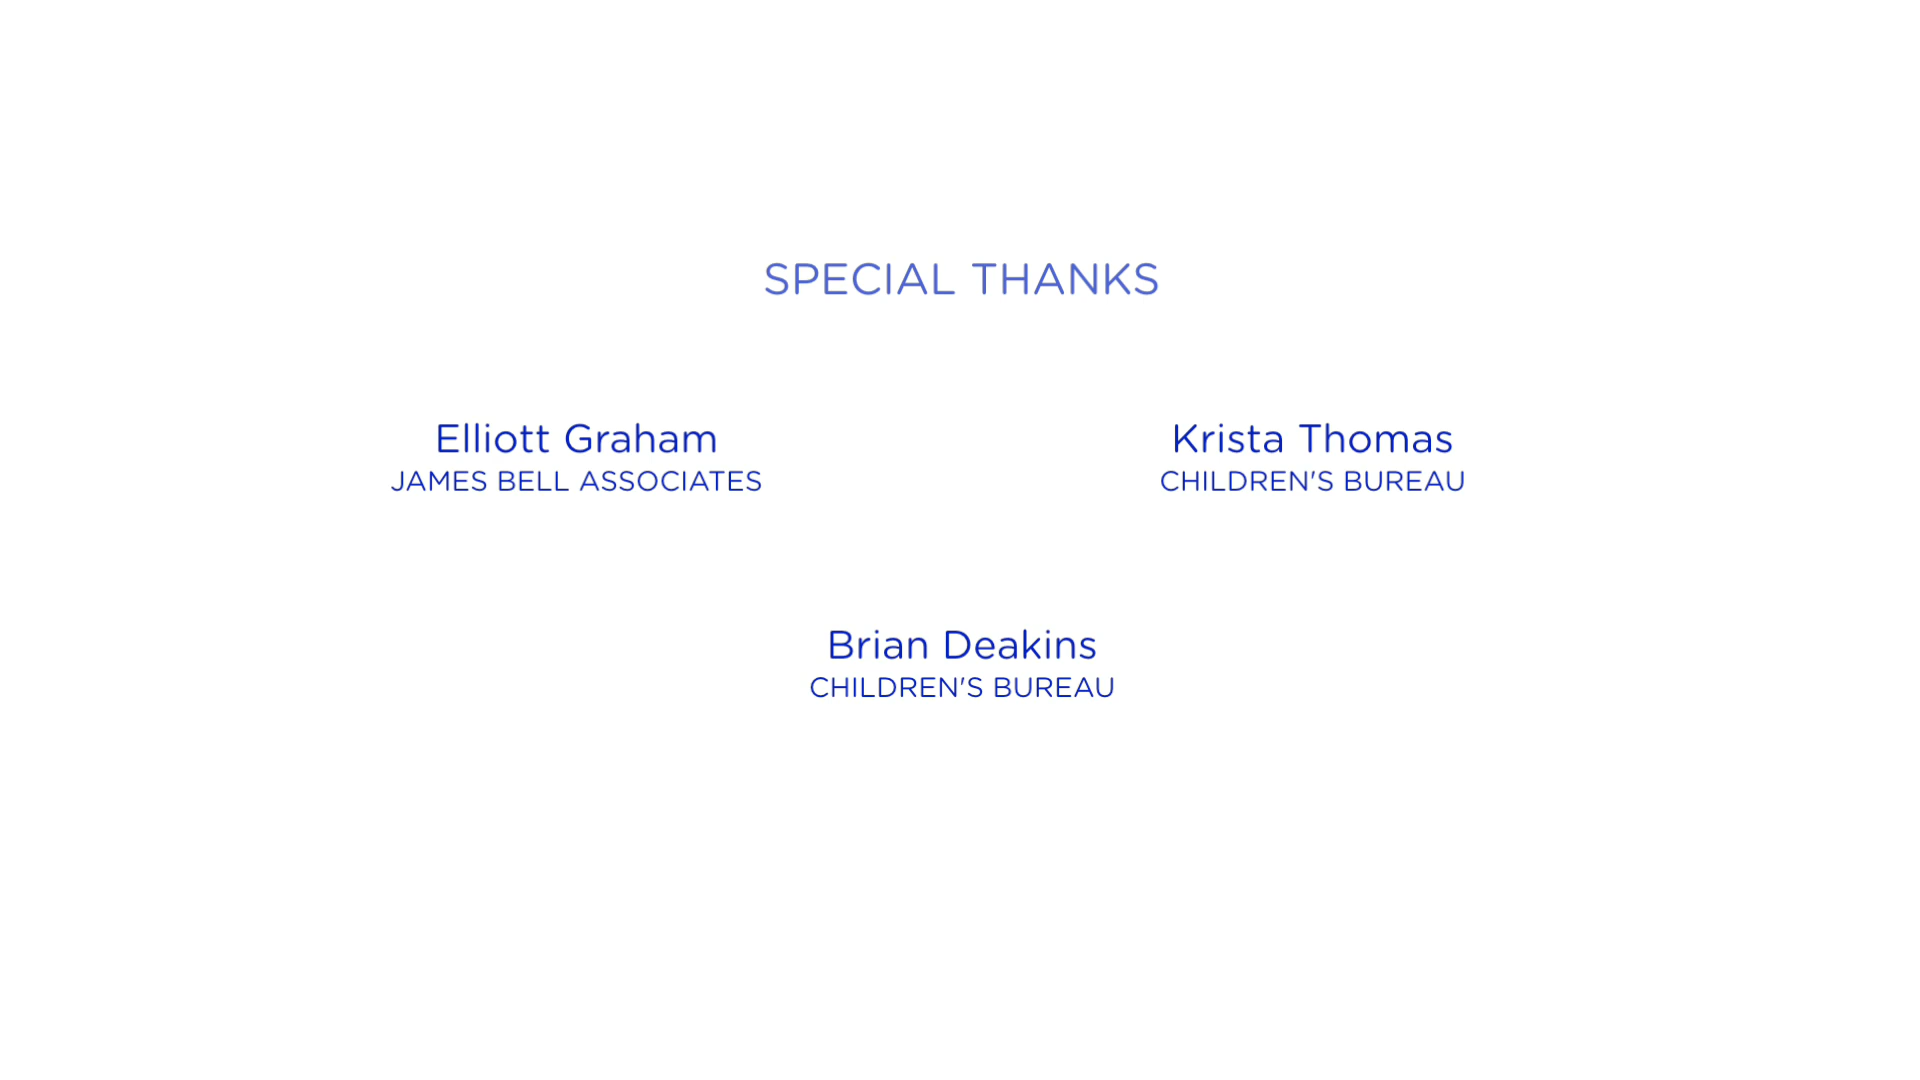 SPECIAL THANKS
Elliott Graham
JAMES BELL ASSOCIATES
Krista Thomas
CHILDREN'S BUREAU
Brian Deakins
CHILDREN'S BUREAU